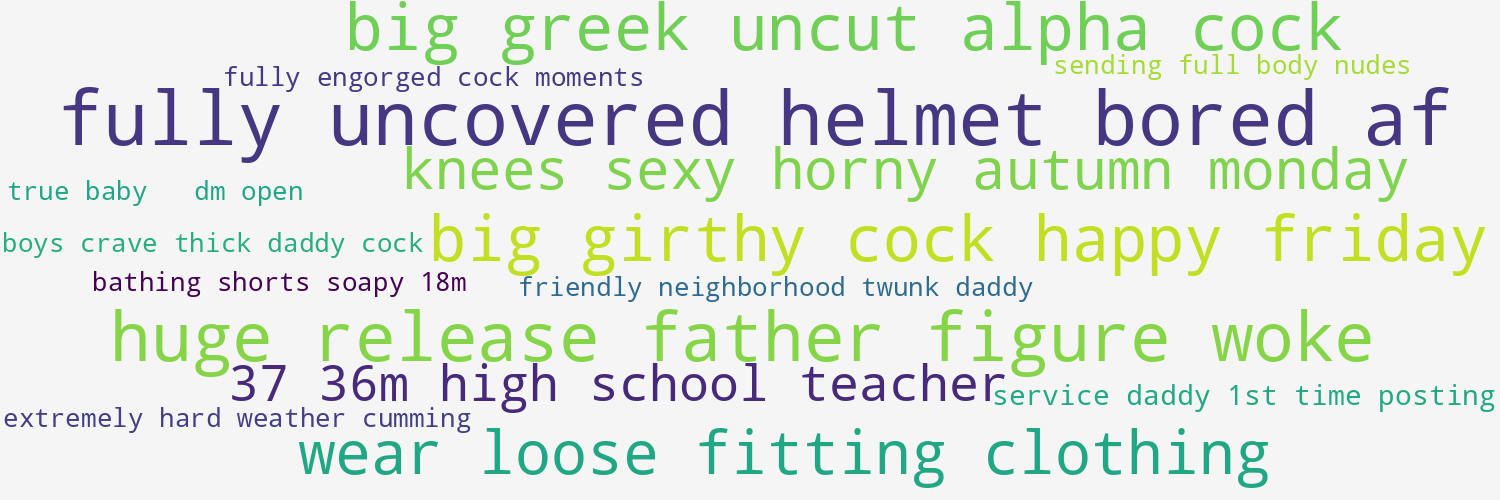 big greek uncut alpha cock
sending full body nudes
fully engorged cock moments
fully uncovered helmet bored af
knees sexy horny autumn monday
true baby
dm open
big girthy cock happy friday
boys crave thick daddy cock
bathing shorts soapy 18m
friendly neighborhood twunk daddy
huge release father figure woke
37 36m high school teacher
service daddy 1st time posting
extremely hard weather cumming
wear loose fitting clothing